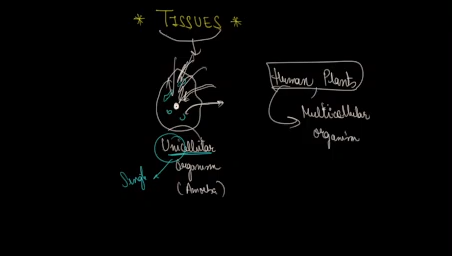 * TISSUES *
Human Plants
Multicellular
organism
Unicellular
organism
(Amoeba)
Single